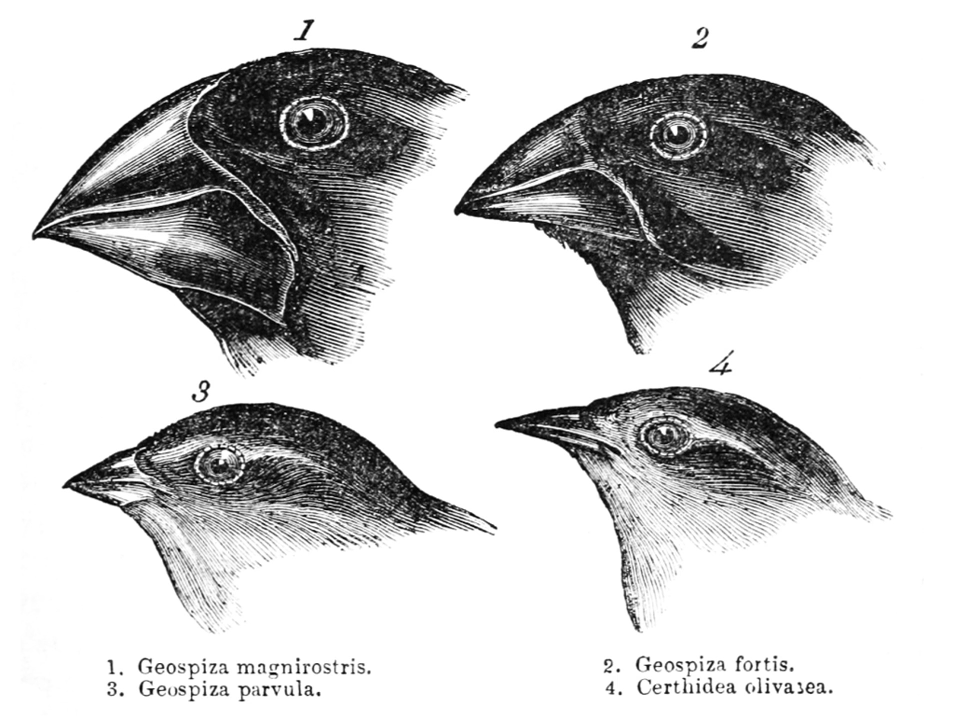 1
2
3
4
1. Geospiza magnirostris. 2. Geospiza fortis.
3. Geospiza parvula. 4. Certhidea olivasea.